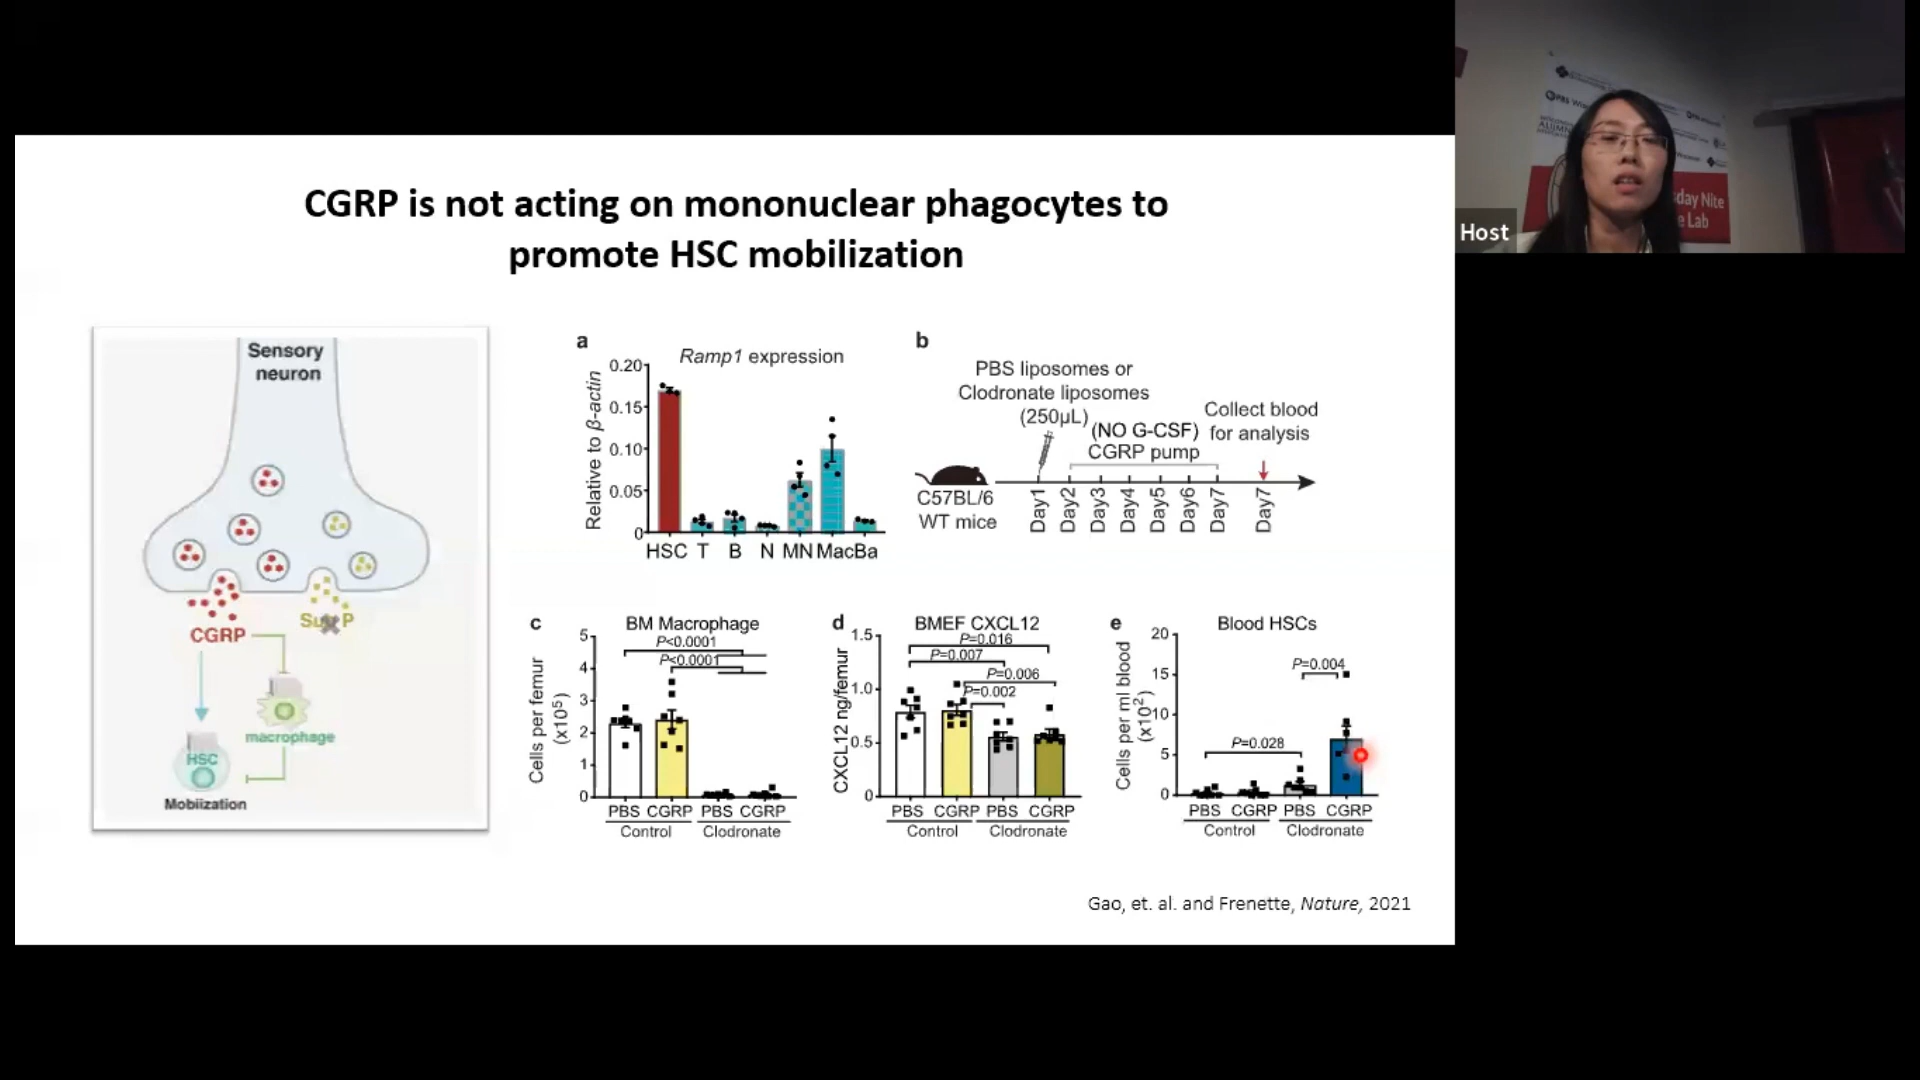 CGRP is not acting on mononuclear phagocytes to
promote HSC mobilization
Sensory
neuron
CGRP
macrophage
HSC
Mobiization
a
Ramp1 expression
Relative to β-actin
0.20
0.15
0.10
0.05
0
HSC T B N MN Mac Ba
b
PBS liposomes or
Clodronate liposomes
(250µL)
(NO G-CSF)
CGRP pump
Collect blood
for analysis
C57BL/6
WT mice
Day1 Day2 Day3 Day4 Day5 Day6 Day7 Day7
c
BM Macrophage
P<0.0001
P<0.0001
Cells per femur
(x10⁵)
5
4
3
2
1
0
PBS CGRP PBS CGRP
Control Clodronate
d
BMEF CXCL12
P=0.016
P=0.007
P=0.006
P=0.002
CXCL12 ng/femur
1.5
1.0
0.5
0
PBS CGRP PBS CGRP
Control Clodronate
e
Blood HSCs
P=0.004
P=0.028
Cells per ml blood
(x10²)
20
15
10
5
0
PBS CGRP PBS CGRP
Control Clodronate
Gao, et. al. and Frenette, Nature, 2021
Host
day Nite
e Lab